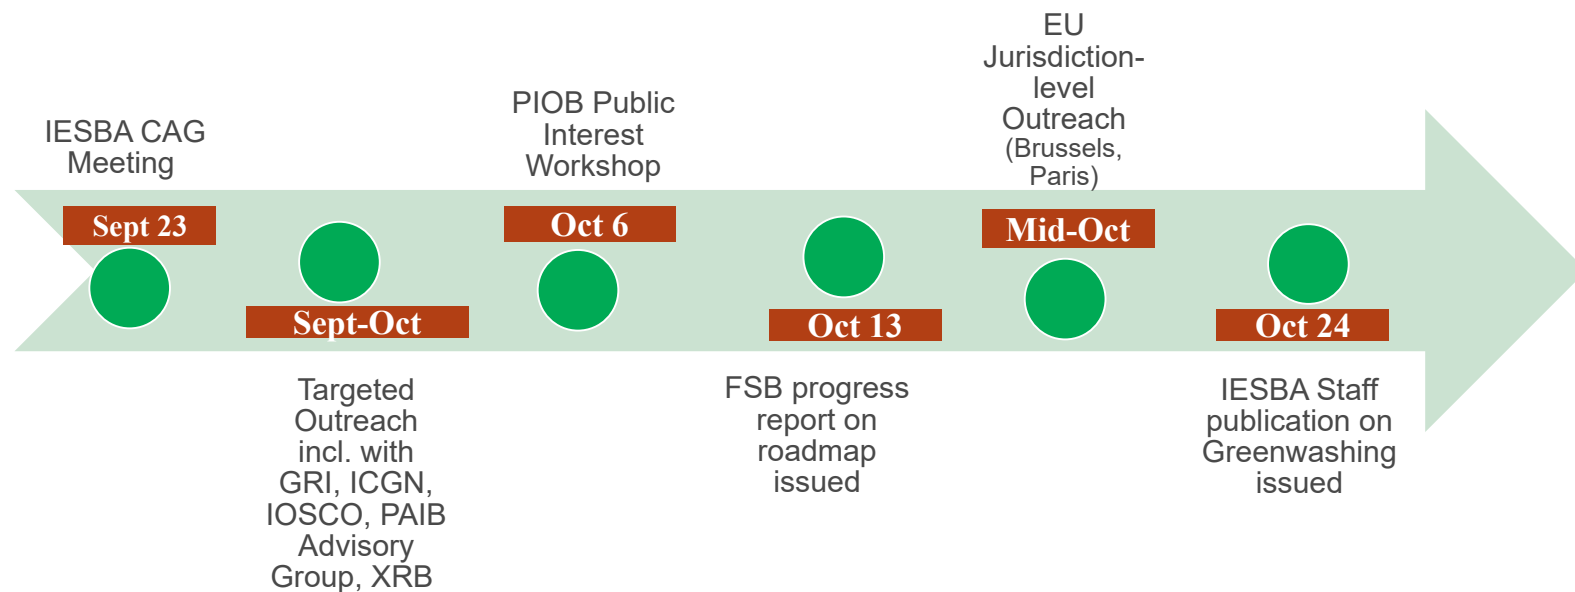 IESBA CAG
Meeting
Sept 23
Sept-Oct
Targeted
Outreach
incl. with
GRI, ICGN,
IOSCO, PAIB
Advisory
Group, XRB
PIOB Public
Interest
Workshop
Oct 6
Oct 13
FSB progress
report on
roadmap
issued
EU
Jurisdiction-
level
Outreach
(Brussels,
Paris)
Mid-Oct
Oct 24
IESBA Staff
publication on
Greenwashing
issued